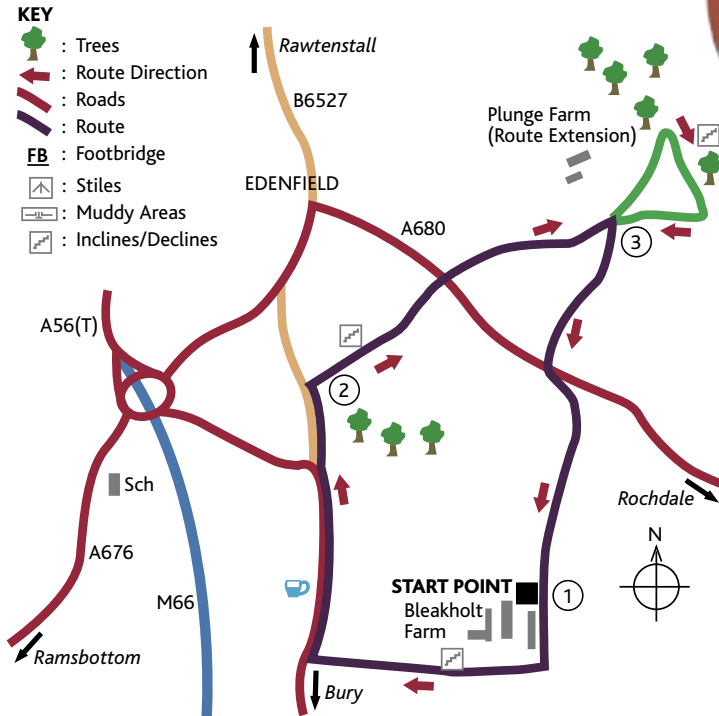 KEY
: Trees
: Route Direction
: Roads
: Route
FB : Footbridge
: Stiles
: Muddy Areas
: Inclines/Declines
Rawtenstall
B6527
EDENFIELD
A680
Plunge Farm
(Route Extension)
3
A56(T)
2
Sch
A676
M66
Ramsbottom
Bury
START POINT
Bleakholt
Farm
1
Rochdale
N